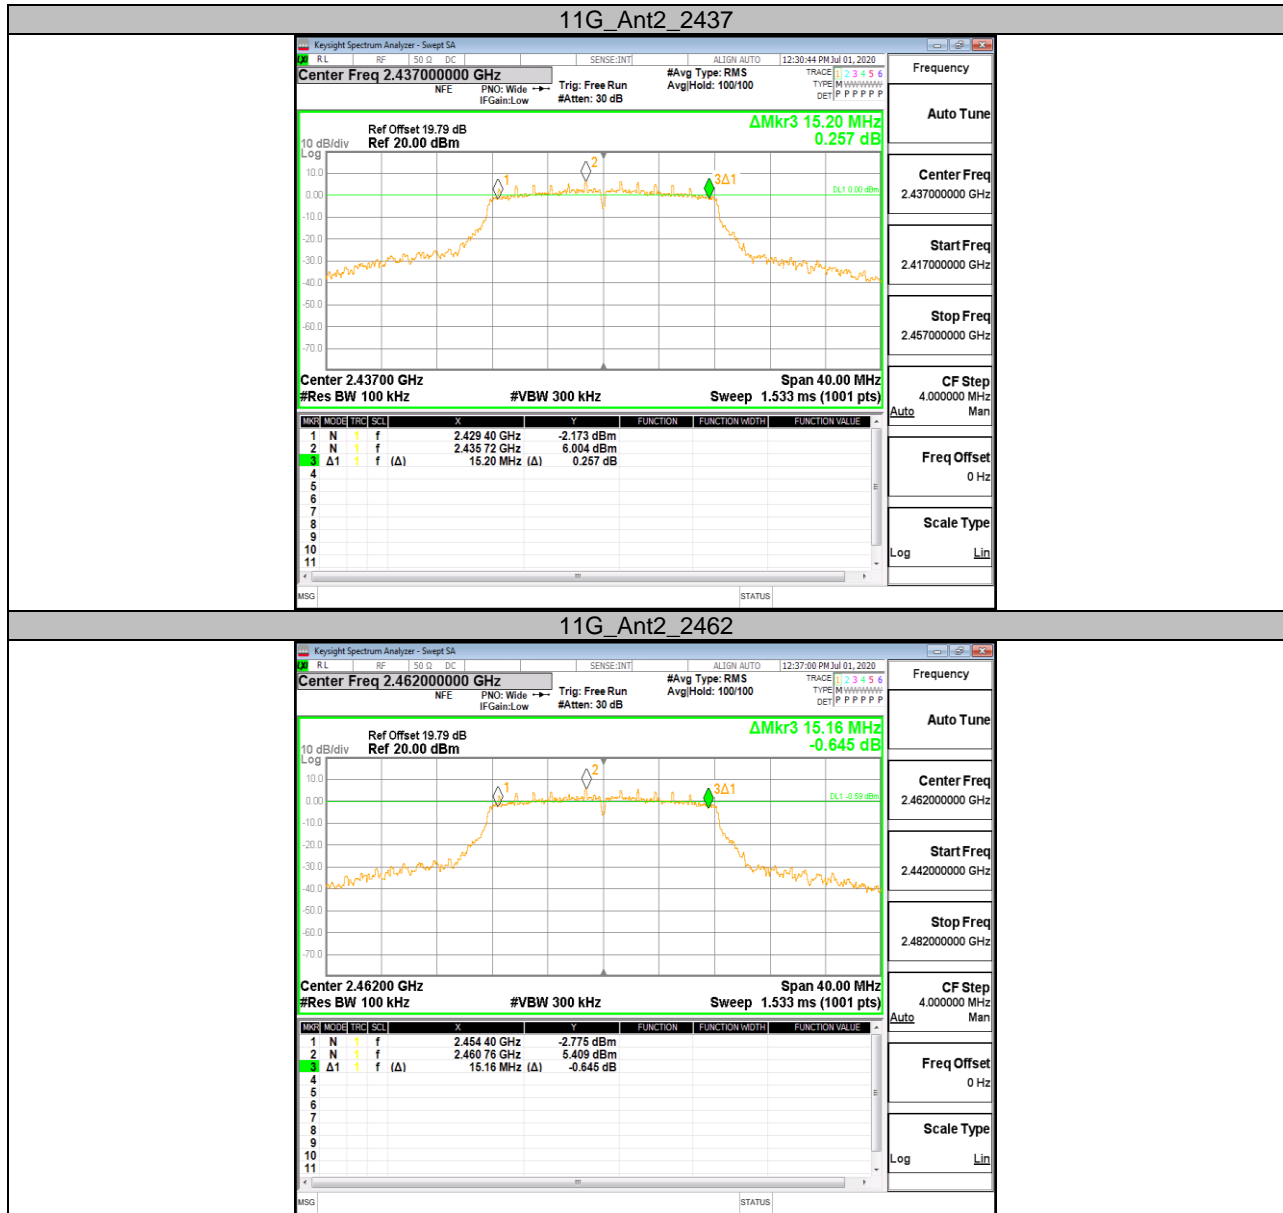 11G_Ant2_2437
Keysight Spectrum Analyzer - Swept SA
LXI RL RF 50 Ω DC SENSE:INT ALIGN AUTO 12:30:44 PM Jul 01, 2020
Center Freq 2.437000000 GHz
NFE PNO: Wide Trig: Free Run #Avg Type: RMS TRACE 1 2 3 4 5 6
IFGain:Low #Atten: 30 dB Avg|Hold: 100/100 TYPE M WWWWW
DET P P P P P P
Frequency
Auto Tune
ΔMkr3 15.20 MHz
0.257 dB
Ref Offset 19.79 dB
10 dB/div Ref 20.00 dBm
Log
10.0
0.00
-10.0
-20.0
-30.0
-40.0
-50.0
-60.0
-70.0
1
2
3Δ1
DL1 0.00 dBm
Center 2.43700 GHz Span 40.00 MHz
#Res BW 100 kHz #VBW 300 kHz Sweep 1.533 ms (1001 pts)
Center Freq
2.437000000 GHz
Start Freq
2.417000000 GHz
Stop Freq
2.457000000 GHz
CF Step
4.000000 MHz
Auto Man
Freq Offset
0 Hz
Scale Type
Log Lin
MKR MODE TRC SCL X Y FUNCTION FUNCTION WIDTH FUNCTION VALUE
1 N 1 f 2.429 40 GHz -2.173 dBm
2 N 1 f 2.435 72 GHz 6.004 dBm
3 Δ1 1 f (Δ) 15.20 MHz (Δ) 0.257 dB
4
5
6
7
8
9
10
11
MSG STATUS
11G_Ant2_2462
Keysight Spectrum Analyzer - Swept SA
LXI RL RF 50 Ω DC SENSE:INT ALIGN AUTO 12:37:00 PM Jul 01, 2020
Center Freq 2.462000000 GHz
NFE PNO: Wide Trig: Free Run #Avg Type: RMS TRACE 1 2 3 4 5 6
IFGain:Low #Atten: 30 dB Avg|Hold: 100/100 TYPE M WWWWW
DET P P P P P P
Frequency
Auto Tune
ΔMkr3 15.16 MHz
-0.645 dB
Ref Offset 19.79 dB
10 dB/div Ref 20.00 dBm
Log
10.0
0.00
-10.0
-20.0
-30.0
-40.0
-50.0
-60.0
-70.0
1
2
3Δ1
DL1 -0.59 dBm
Center 2.46200 GHz Span 40.00 MHz
#Res BW 100 kHz #VBW 300 kHz Sweep 1.533 ms (1001 pts)
Center Freq
2.462000000 GHz
Start Freq
2.442000000 GHz
Stop Freq
2.482000000 GHz
CF Step
4.000000 MHz
Auto Man
Freq Offset
0 Hz
Scale Type
Log Lin
MKR MODE TRC SCL X Y FUNCTION FUNCTION WIDTH FUNCTION VALUE
1 N 1 f 2.454 40 GHz -2.775 dBm
2 N 1 f 2.460 76 GHz 5.409 dBm
3 Δ1 1 f (Δ) 15.16 MHz (Δ) -0.645 dB
4
5
6
7
8
9
10
11
MSG STATUS